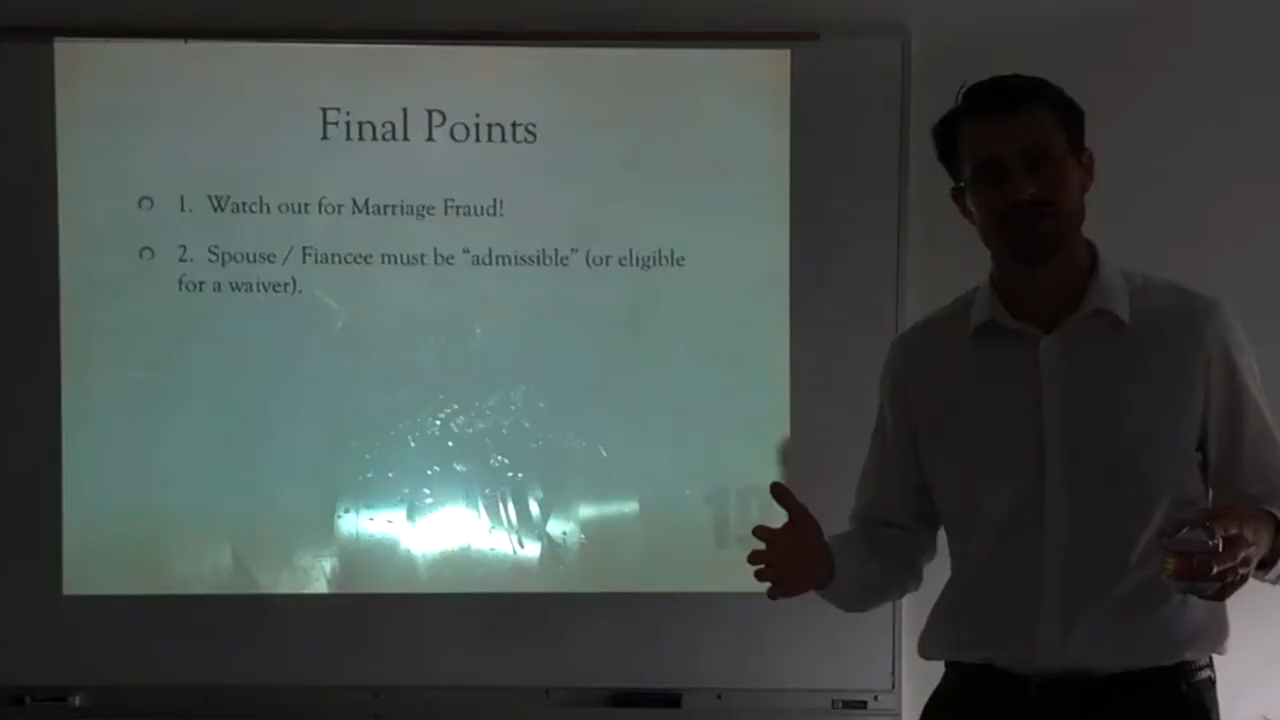 Final Points
1. Watch out for Marriage Fraud!
2. Spouse / Fiancee must be “admissible” (or eligible
for a waiver).